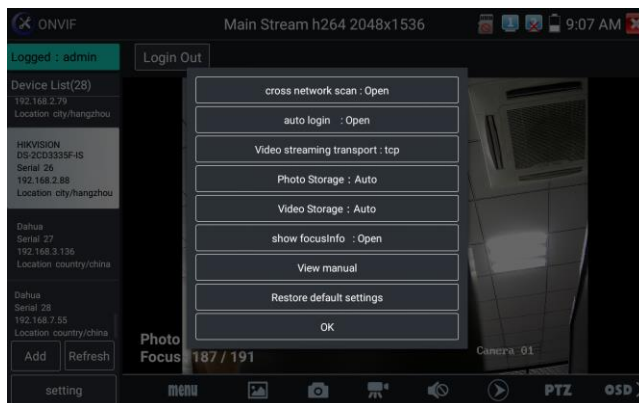 ONVIF
Main Stream h264 2048x1536
9:07 AM
Logged : admin
Login Out
Device List(28)
192.168.2.79
Location city/hangzhou
HIKVISION
DS-2CD3335F-IS
Serial 26
192.168.2.88
Location city/hangzhou
Dahua
Serial 27
192.168.3.136
Location country/china
Dahua
Serial 28
192.168.7.55
Location country/china
Add
Refresh
setting
cross network scan : Open
auto login : Open
Video streaming transport : tcp
Photo Storage : Auto
Video Storage : Auto
show focusInfo : Open
View manual
Restore default settings
OK
Photo
Focus 187 / 191
Camera 01
menu
PTZ
OSD